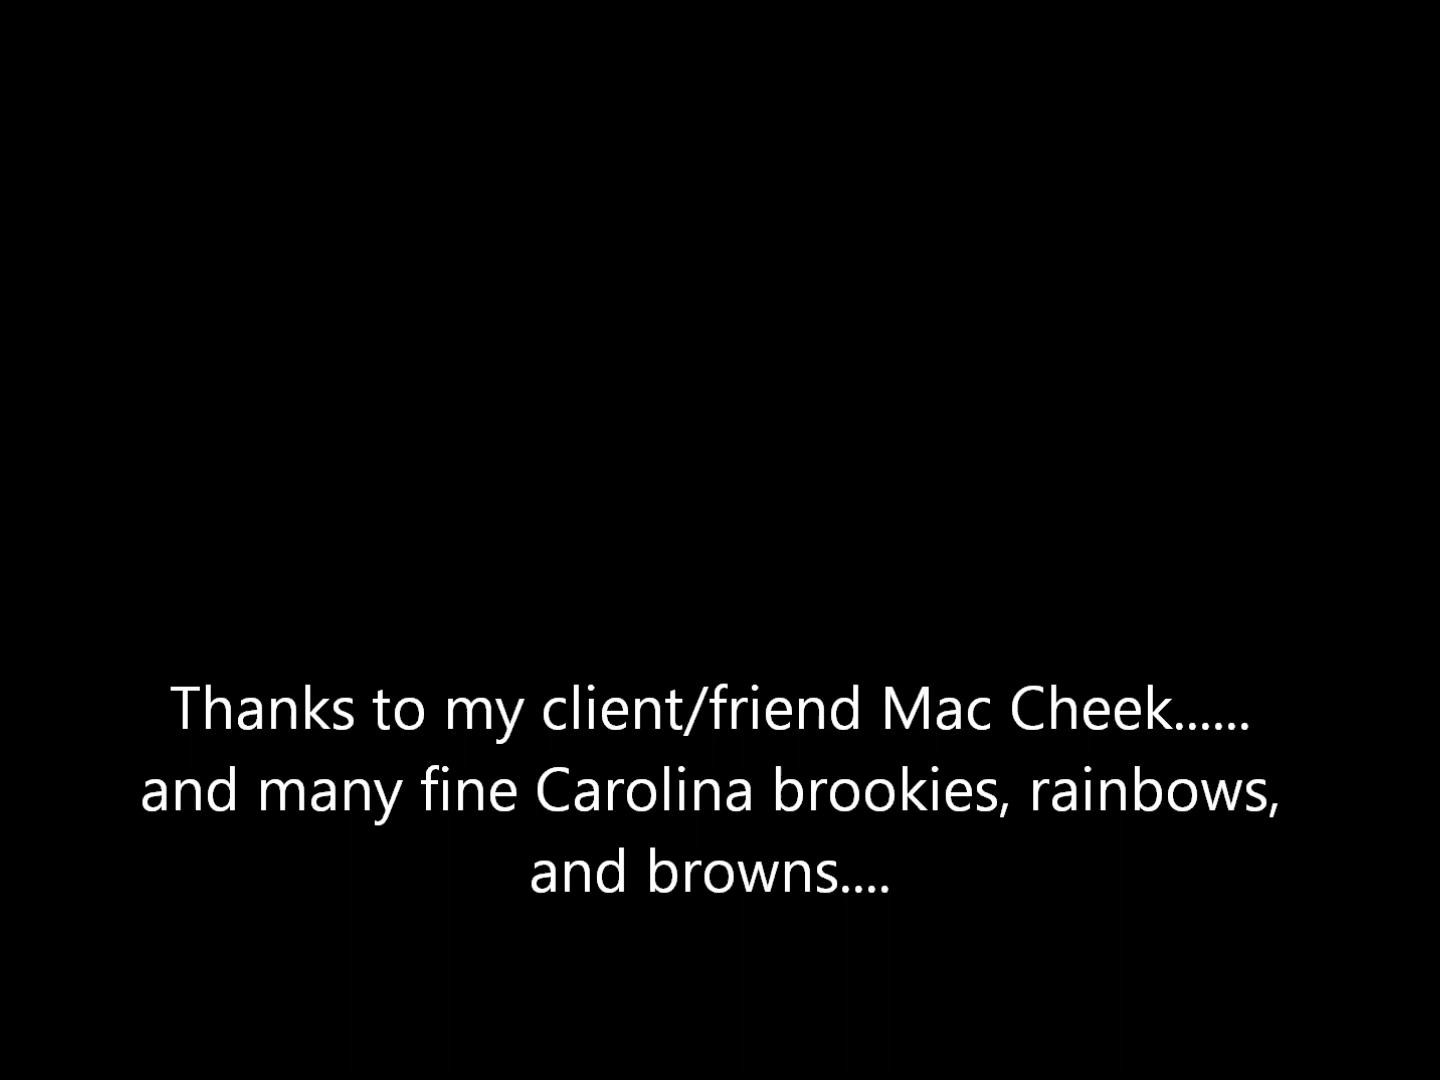 Thanks to my client/friend Mac Cheek......
and many fine Carolina brookies, rainbows,
and browns....